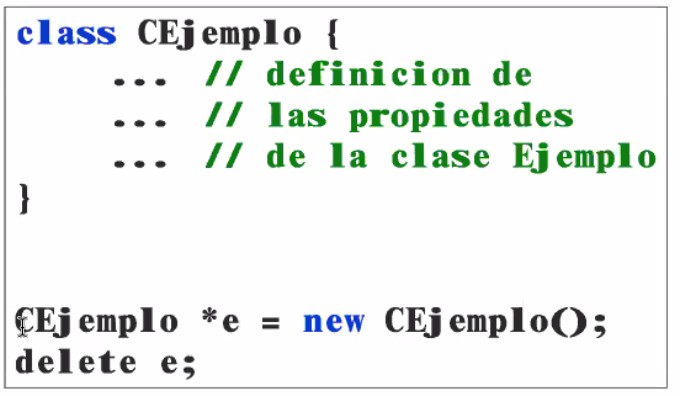 class CEjemplo {
... // definicion de
... // las propiedades
... // de la clase Ejemplo
}
CEjemplo *e = new CEjemplo();
delete e;